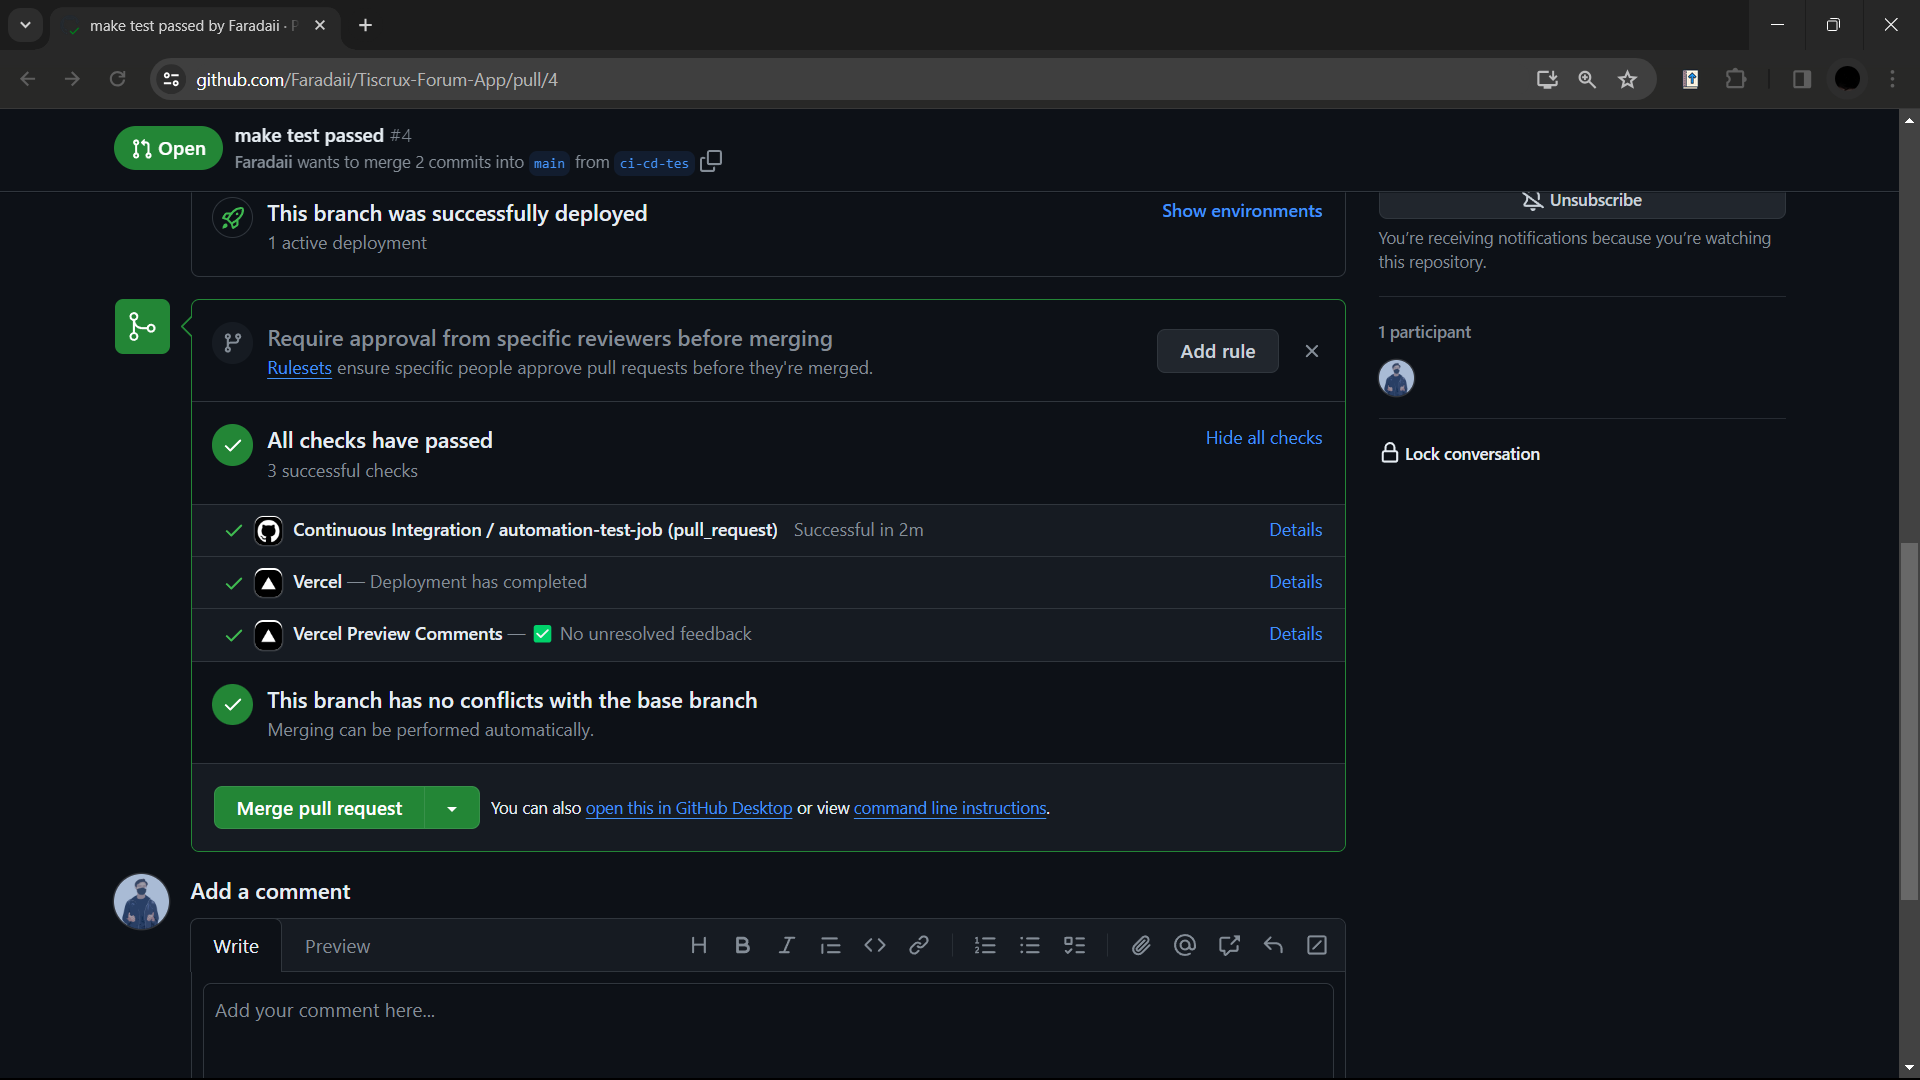 make test passed by Faradaii ·
github.com/Faradaii/Tiscrux-Forum-App/pull/4
Open
make test passed #4
Faradaii wants to merge 2 commits into main from ci-cd-tes
This branch was successfully deployed
Show environments
1 active deployment
Unsubscribe
You're receiving notifications because you're watching
this repository.
Require approval from specific reviewers before merging
Rulesets ensure specific people approve pull requests before they're merged.
Add rule
1 participant
All checks have passed
Hide all checks
3 successful checks
Lock conversation
Continuous Integration / automation-test-job (pull_request) Successful in 2m
Details
Vercel — Deployment has completed
Details
Vercel Preview Comments — ✅ No unresolved feedback
Details
This branch has no conflicts with the base branch
Merging can be performed automatically.
Merge pull request
You can also open this in GitHub Desktop or view command line instructions.
Add a comment
Write
Preview
Add your comment here...